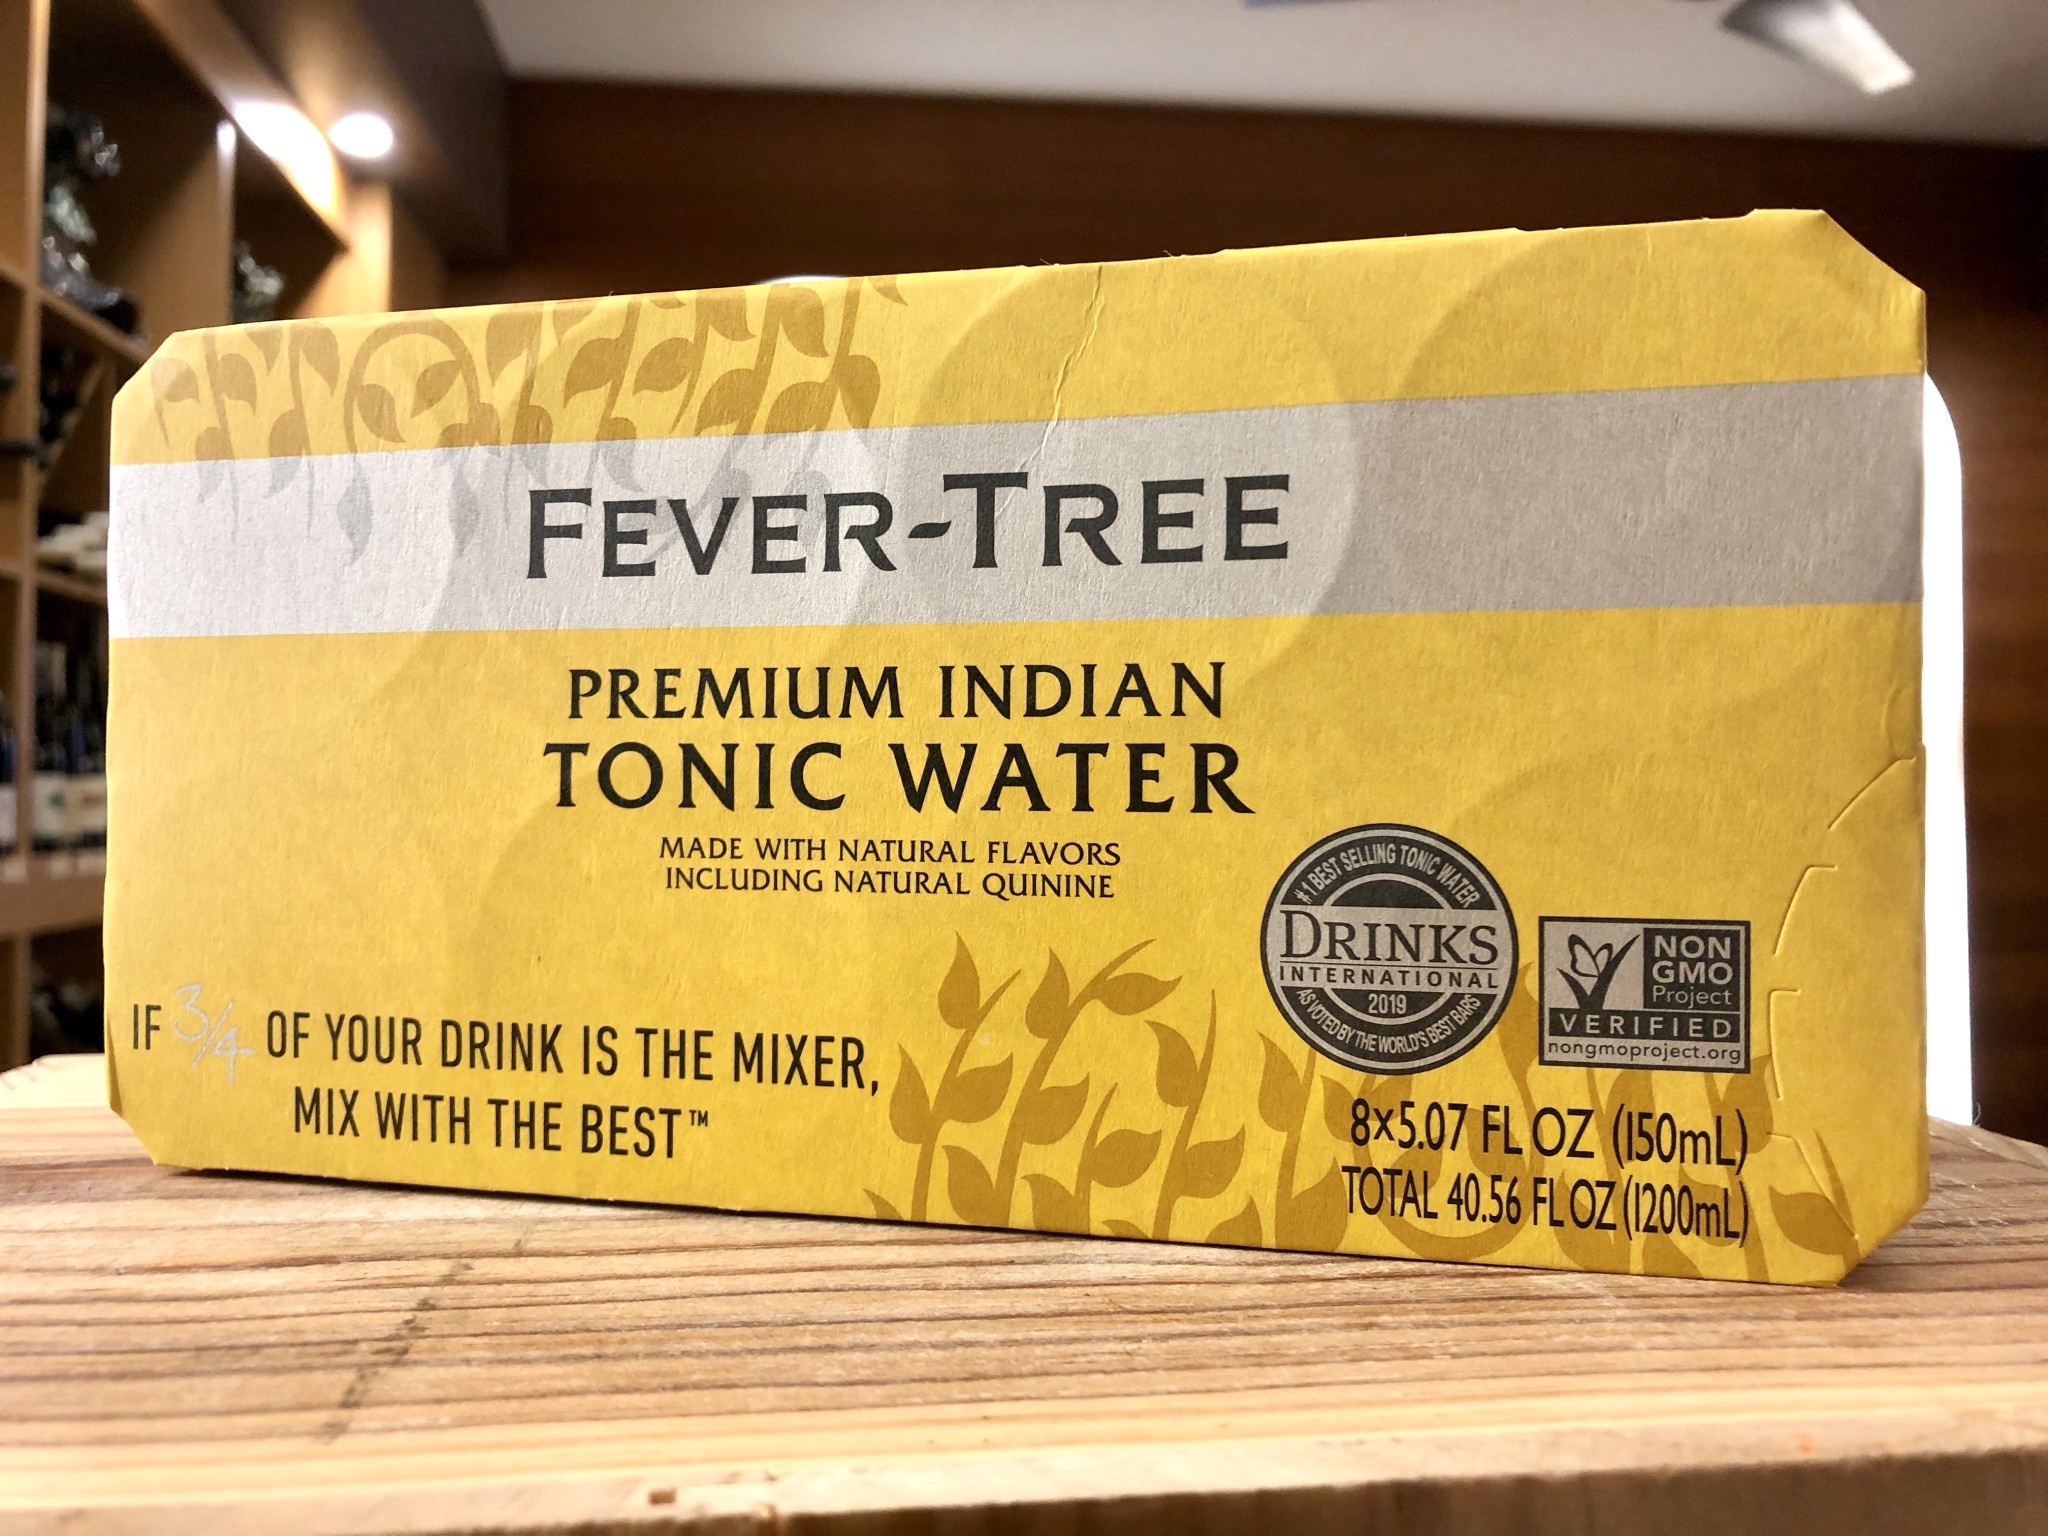 FEVER-TREE
PREMIUM INDIAN
TONIC WATER
MADE WITH NATURAL FLAVORS
INCLUDING NATURAL QUININE
IF 3/4 OF YOUR DRINK IS THE MIXER,
MIX WITH THE BEST™
#1 BEST SELLING TONIC WATER
DRINKS
INTERNATIONAL
2019
AS VOTED BY THE WORLD'S BEST BARS
NON
GMO
Project
VERIFIED
nongmoproject.org
8x5.07 FL OZ (150mL)
TOTAL 40.56 FL OZ (1200mL)